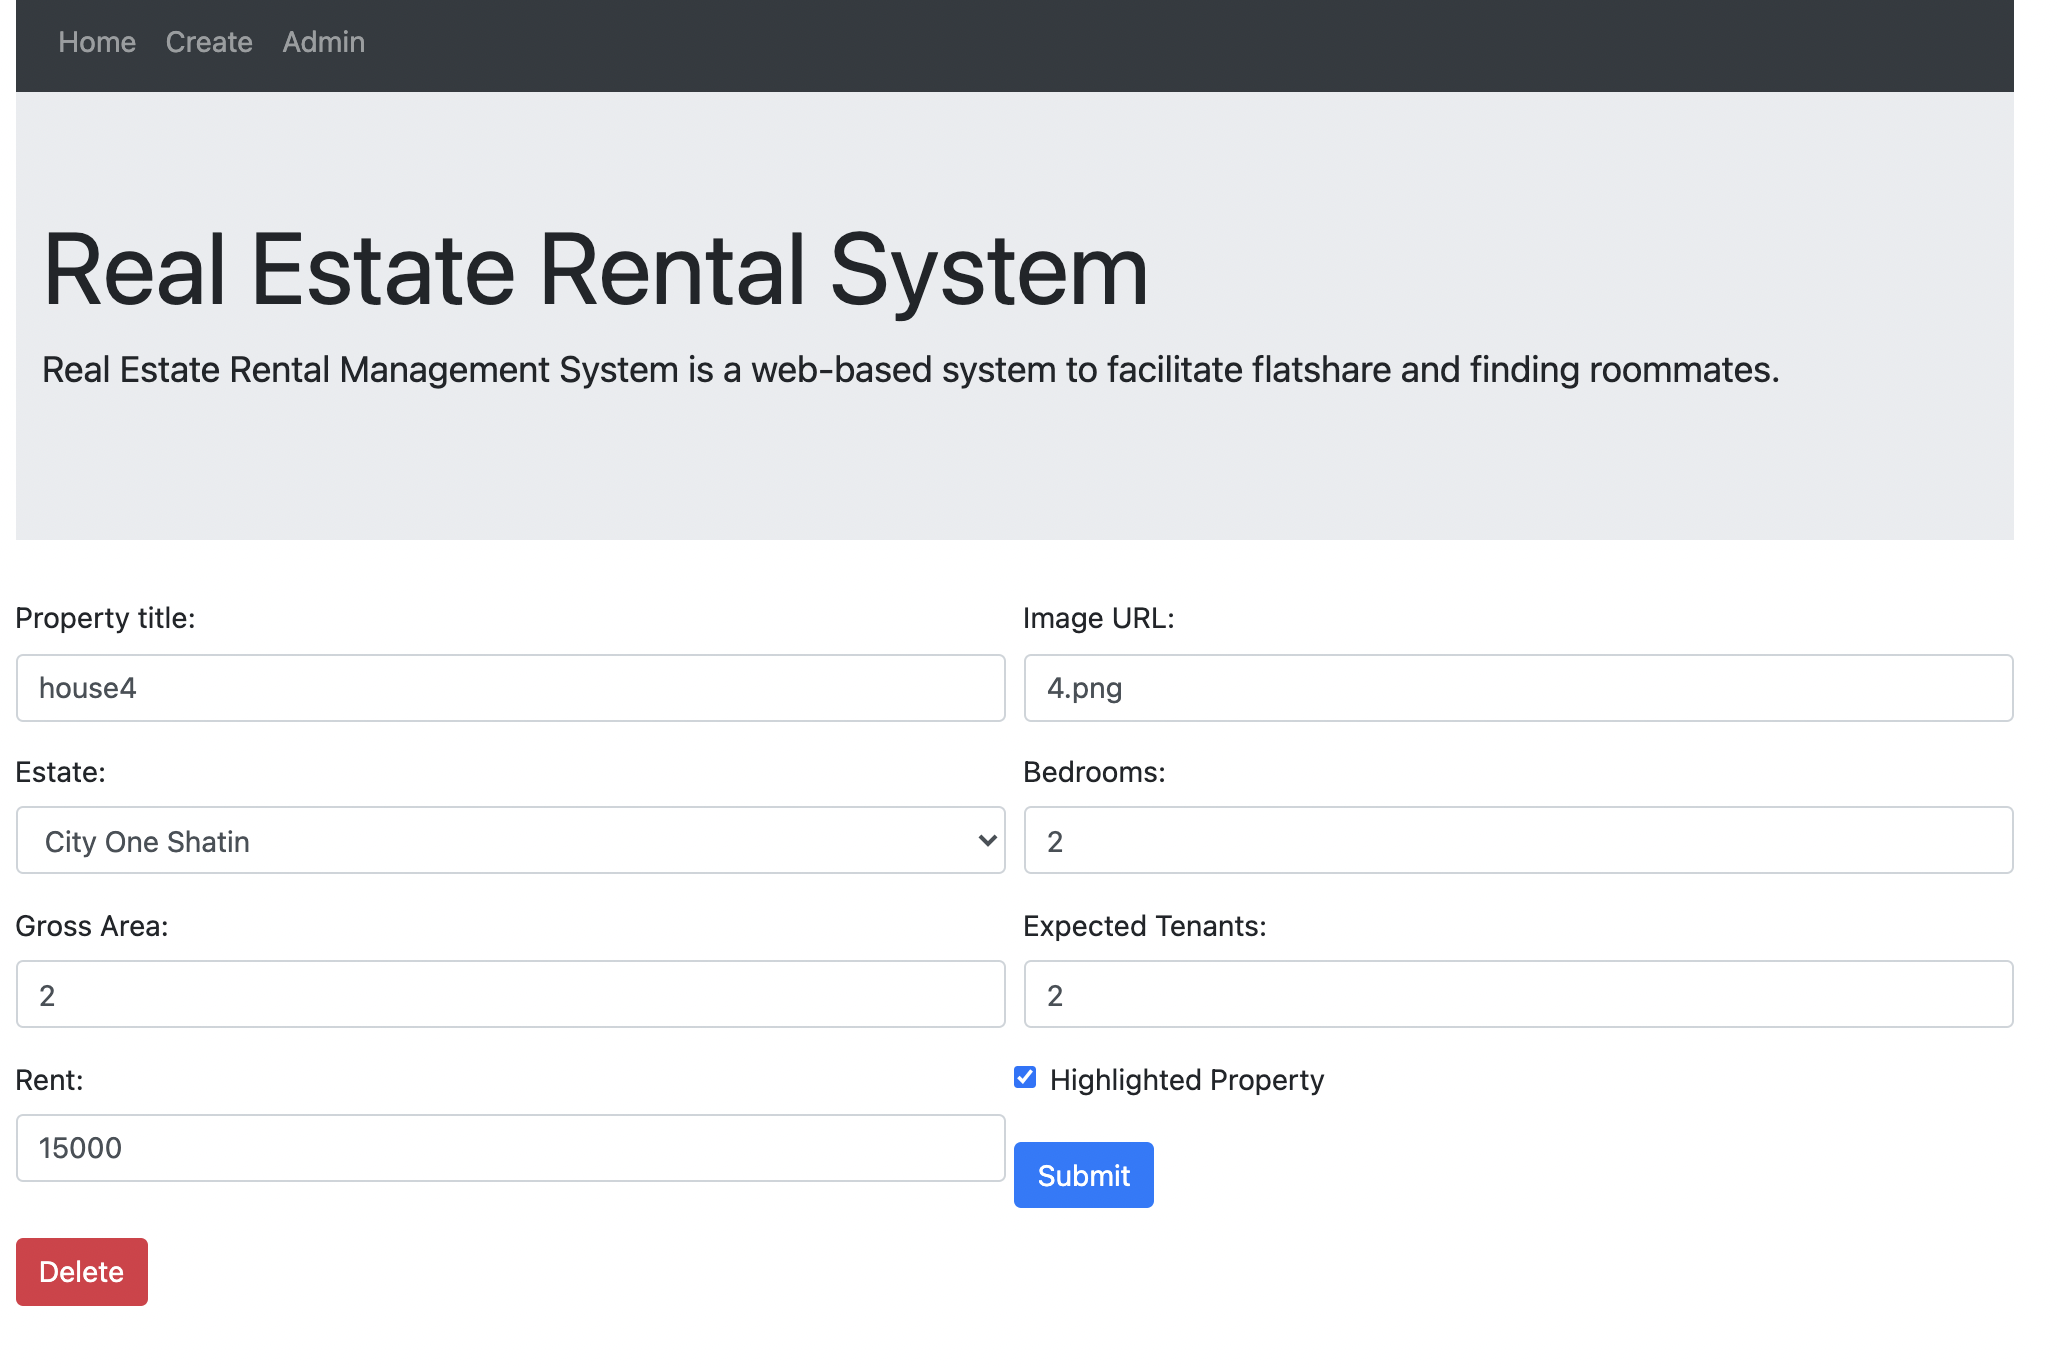 Home Create Admin
Real Estate Rental System
Real Estate Rental Management System is a web-based system to facilitate flatshare and finding roommates.
Property title:
Image URL:
house4
4.png
Estate:
Bedrooms:
City One Shatin
2
Gross Area:
Expected Tenants:
2
2
Rent:
Highlighted Property
15000
Submit
Delete